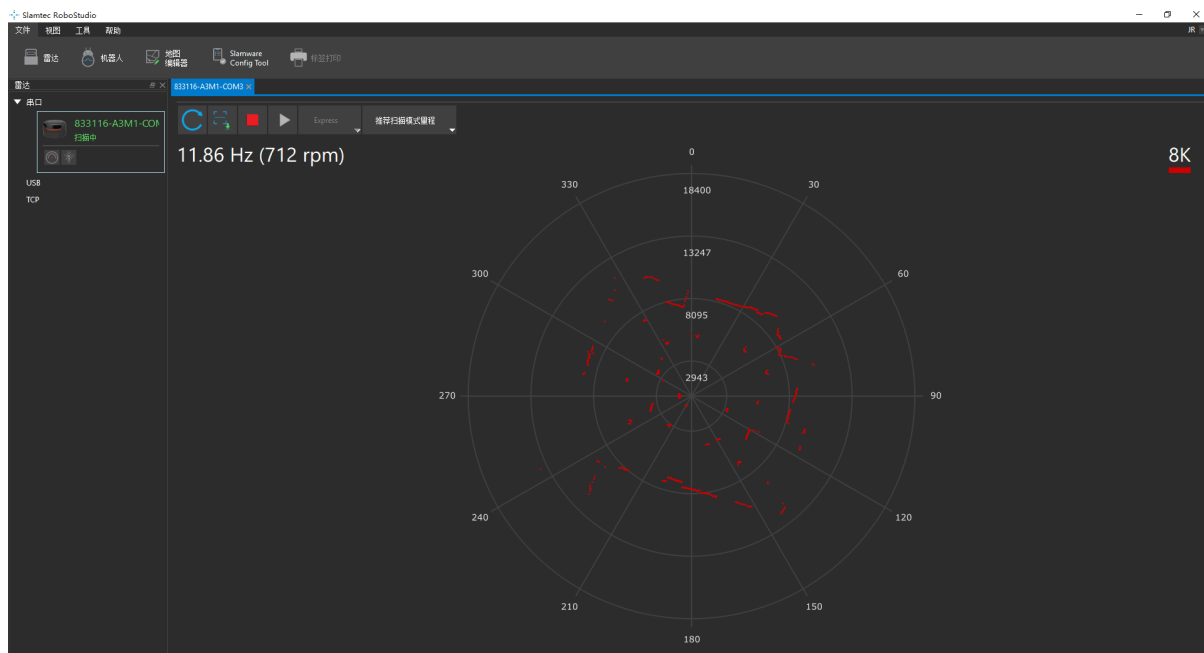 Slamtec RoboStudio
文件 视图 工具 帮助
JR
雷达
机器人
地图
编辑器
Slamware
Config Tool
标签打印
雷达
833116-A3M1-COM3
串口
833116-A3M1-COM
扫描中
USB
TCP
Express
推荐扫描模式量程
11.86 Hz (712 rpm)
8K
0
330
30
18400
300
13247
60
8095
2943
270
90
240
120
210
150
180